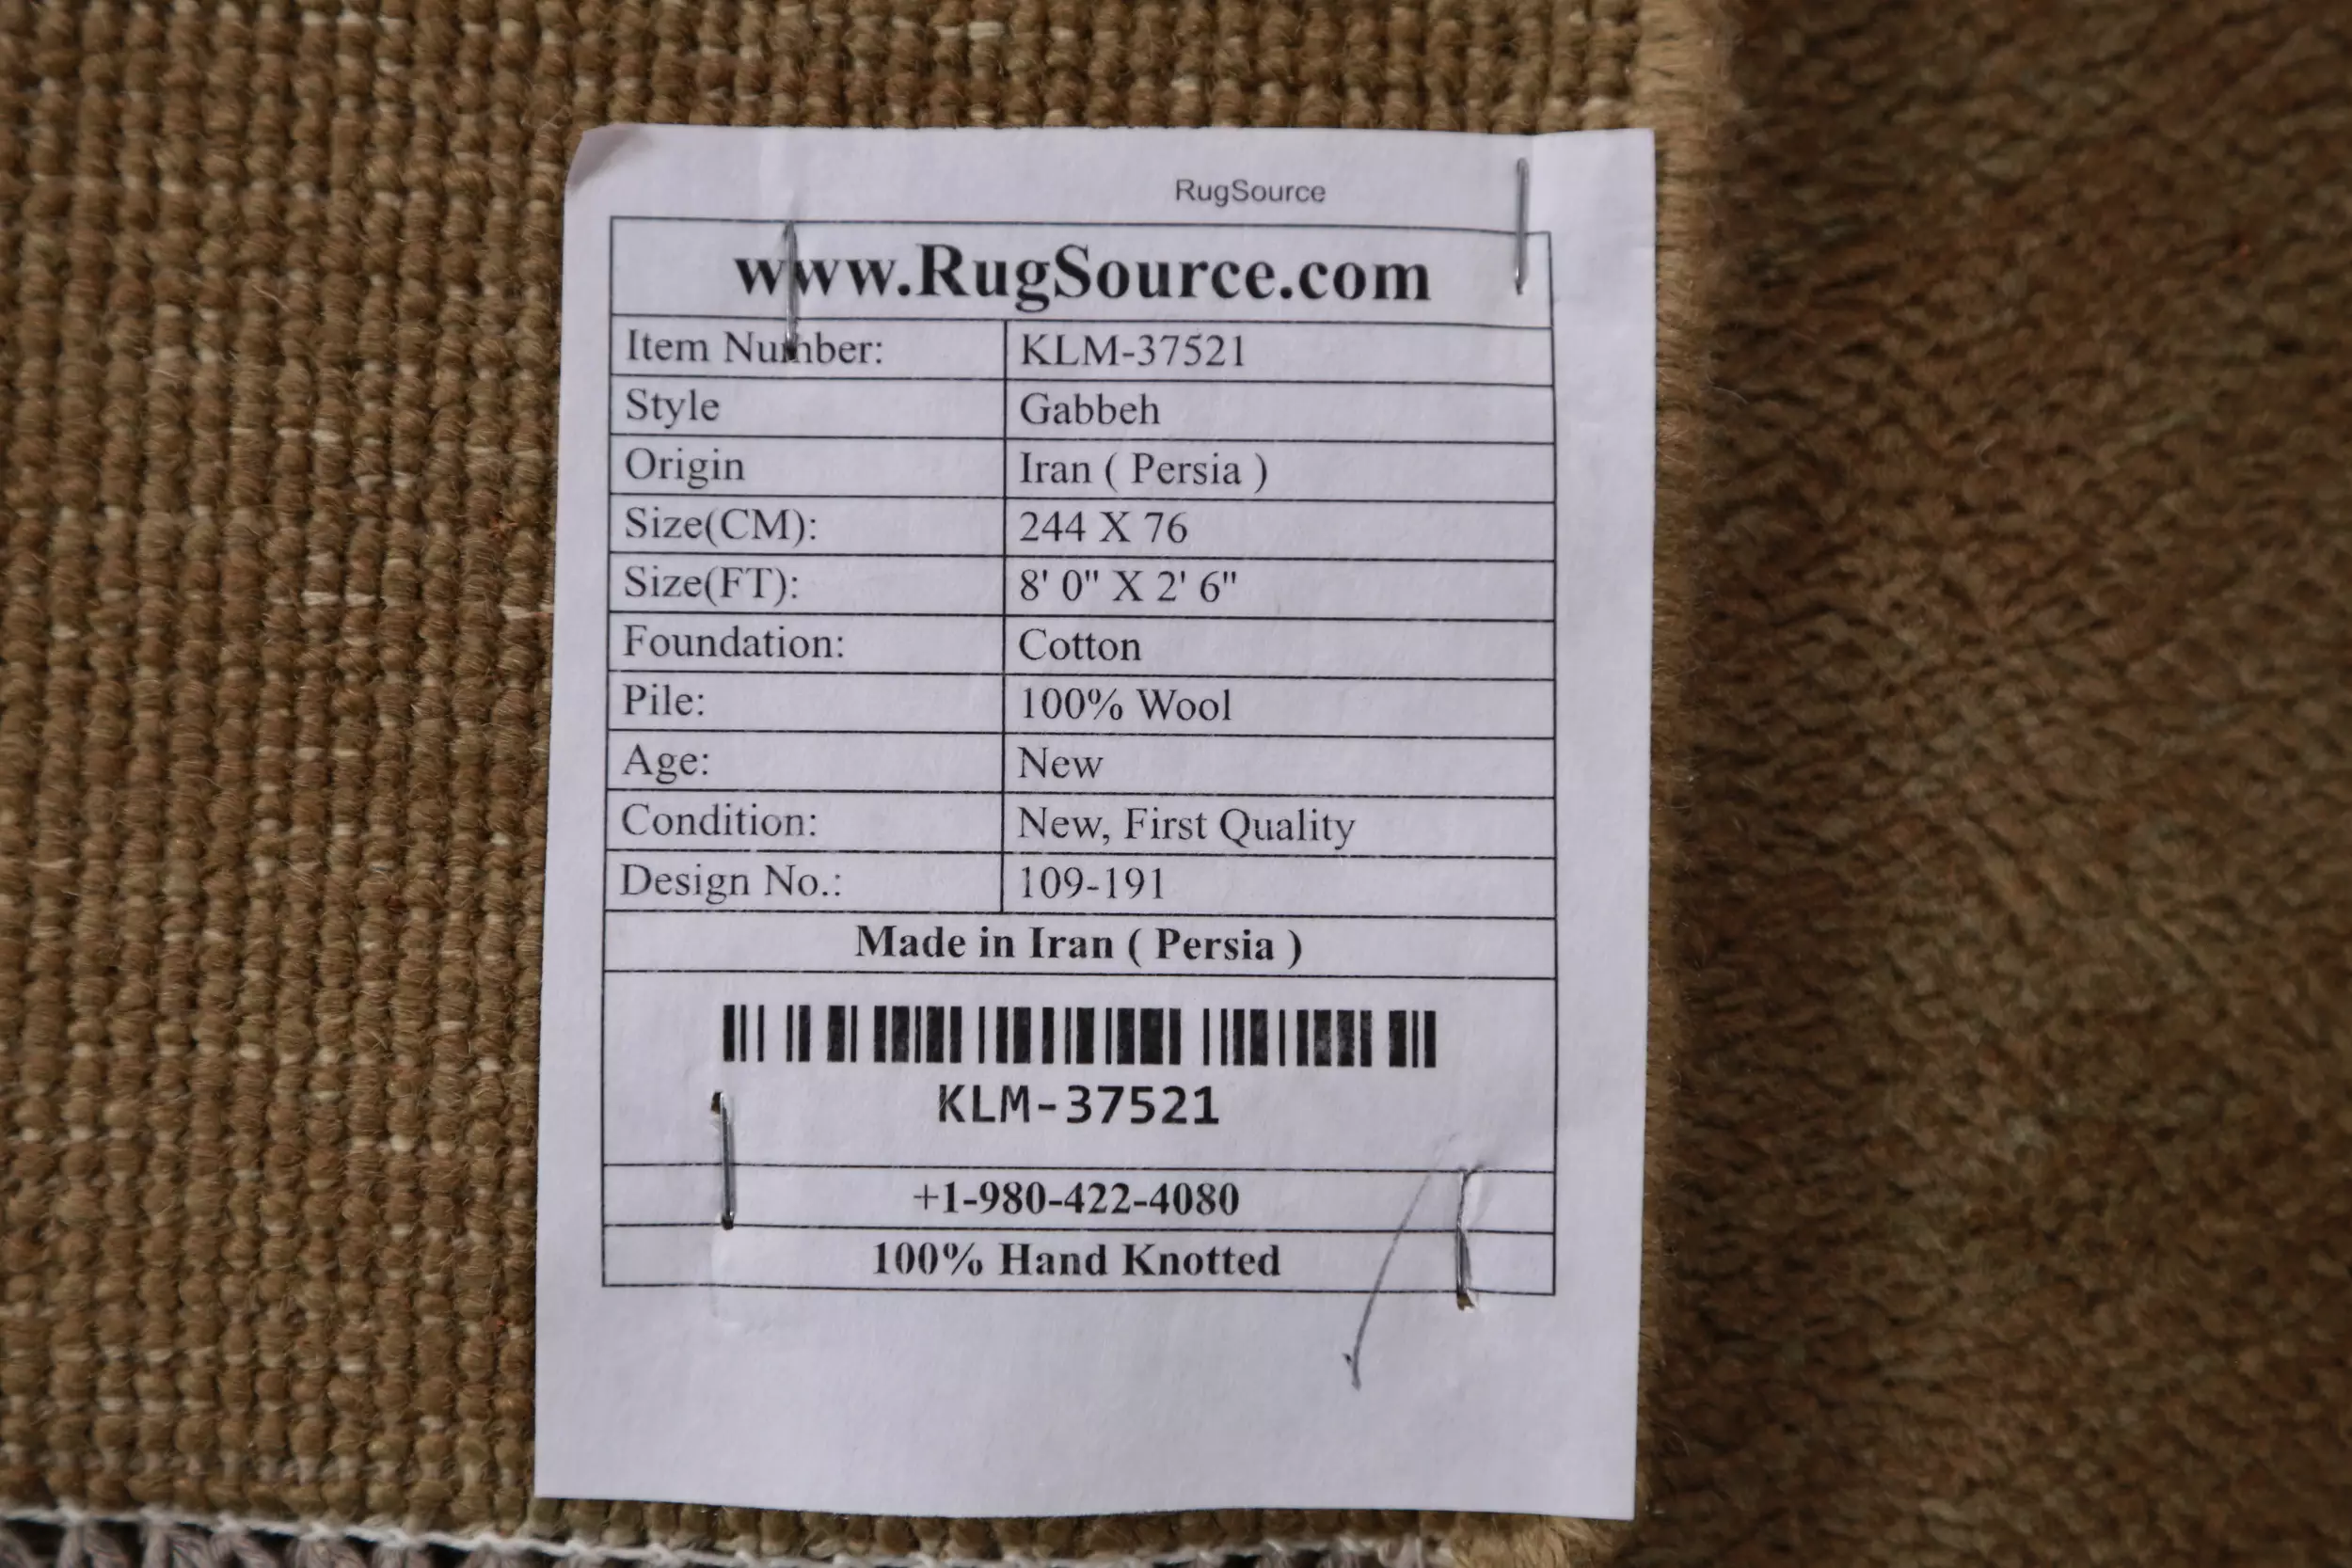 RugSource
www.RugSource.com
Item Number: KLM-37521
Style Gabbeh
Origin Iran ( Persia )
Size(CM): 244 X 76
Size(FT): 8' 0" X 2' 6"
Foundation: Cotton
Pile: 100% Wool
Age: New
Condition: New, First Quality
Design No.: 109-191
Made in Iran ( Persia )
KLM-37521
+1-980-422-4080
100% Hand Knotted